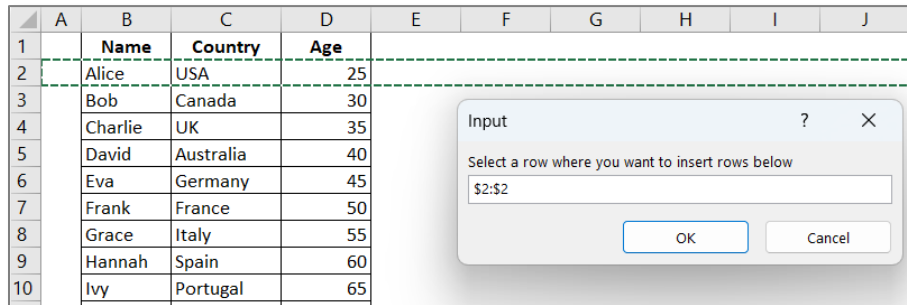 A B C D E F G H I J
1 Name Country Age
2 Alice USA 25
3 Bob Canada 30
4 Charlie UK 35
5 David Australia 40
6 Eva Germany 45
7 Frank France 50
8 Grace Italy 55
9 Hannah Spain 60
10 Ivy Portugal 65
Input ? ×
Select a row where you want to insert rows below
$2:$2
OK Cancel